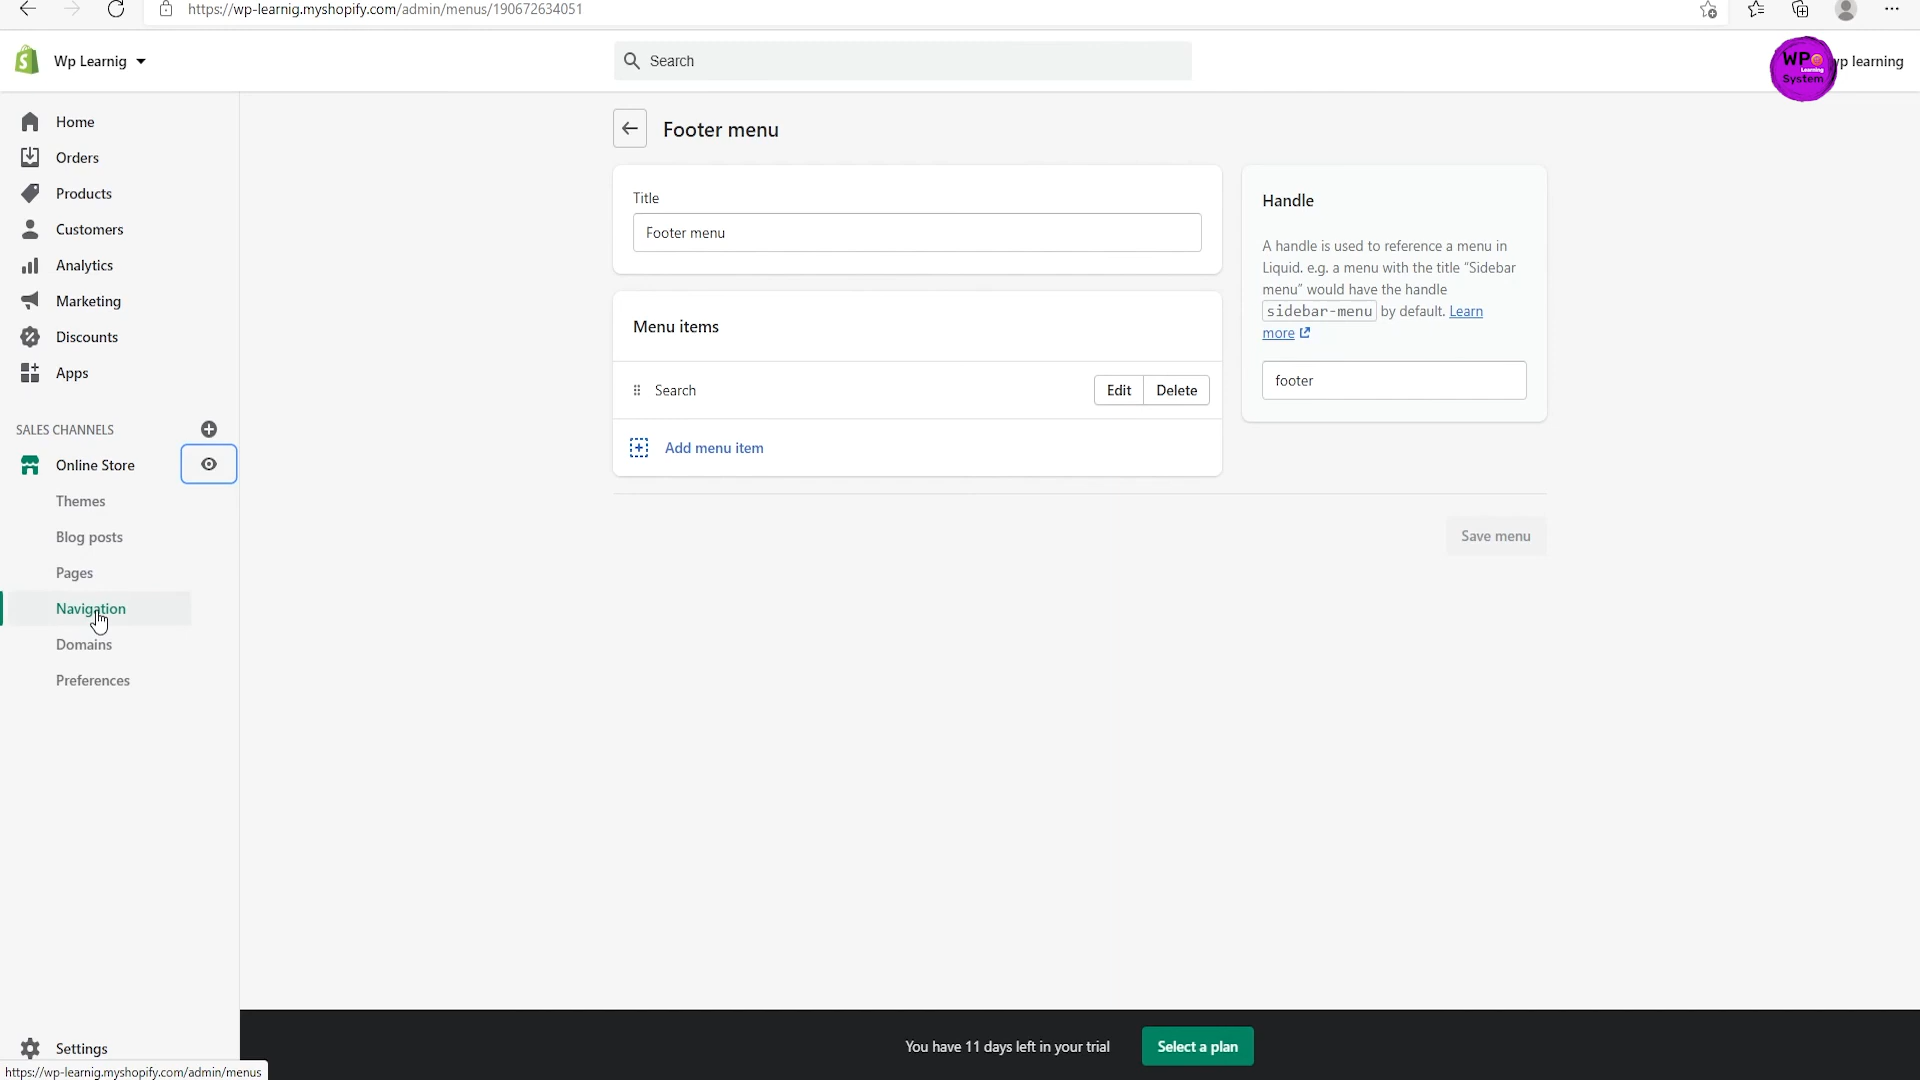 https://wp-learnig.myshopify.com/admin/menus/190672634051
Wp Learnig
Search
WP
Learning
System
wp learning
Home
Orders
Products
Customers
Analytics
Marketing
Discounts
Apps
SALES CHANNELS
Online Store
Themes
Blog posts
Pages
Navigation
Domains
Preferences
Settings
https://wp-learnig.myshopify.com/admin/menus
Footer menu
Title
Footer menu
Menu items
Search
Edit
Delete
Add menu item
Handle
A handle is used to reference a menu in
Liquid. e.g. a menu with the title “Sidebar
menu” would have the handle
sidebar-menu by default. Learn
more
footer
Save menu
You have 11 days left in your trial
Select a plan